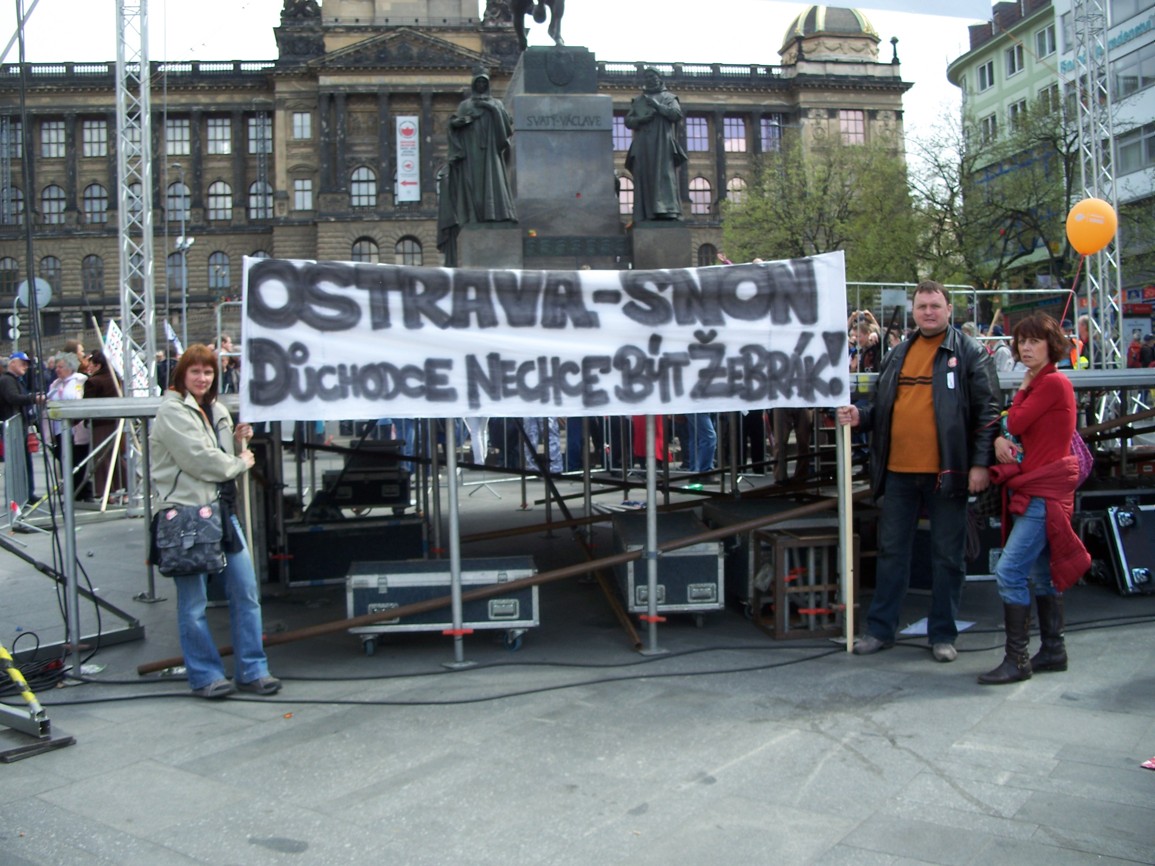 SVATÝ VÁCLAVE
OSTRAVA-SNON
DŮCHODCE NECHCE BÝT ŽEBRÁK!